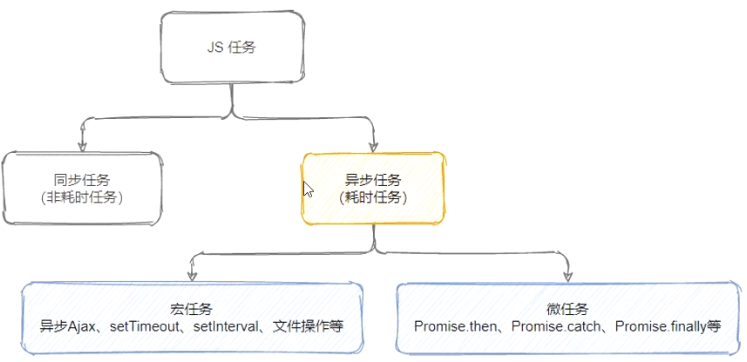 JS 任务
同步任务
（非耗时任务）
异步任务
（耗时任务）
宏任务
异步Ajax、setTimeout、setInterval、文件操作等
微任务
Promise.then、Promise.catch、Promise.finally等